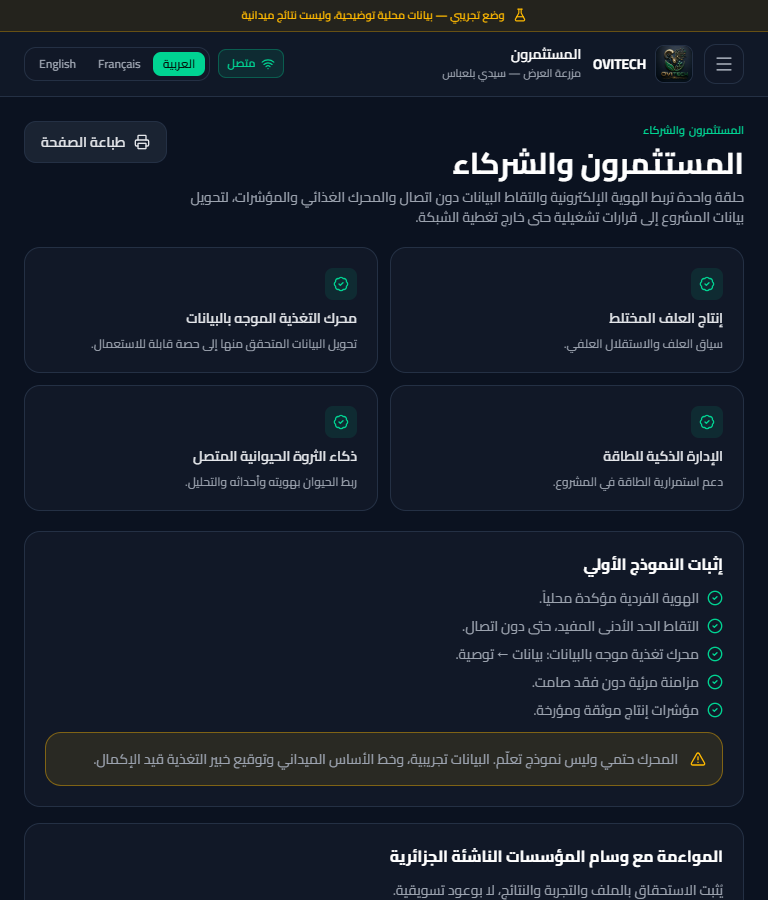 وضع تجريبي — بيانات محلية توضيحية، وليست نتائج ميدانية
OVITECH
OVITECH
المستثمرون
مزرعة العرض — سيدي بلعباس
متصل
العربية
Français
English
المستثمرون والشركاء
المستثمرون والشركاء
طباعة الصفحة
حلقة واحدة تربط الهوية الإلكترونية والتقاط البيانات دون اتصال والمحرك الغذائي والمؤشرات، لتحويل
بيانات المشروع إلى قرارات تشغيلية حتى خارج تغطية الشبكة.
إنتاج العلف المختلط
سياق العلف والاستقلال العلفي.
محرك التغذية الموجه بالبيانات
تحويل البيانات المتحقق منها إلى حصة قابلة للاستعمال.
الإدارة الذكية للطاقة
دعم استمرارية الطاقة في المشروع.
ذكاء الثروة الحيوانية المتصل
ربط الحيوان بهويته وأحداثه والتحليل.
إثبات النموذج الأولي
الهوية الفردية مؤكدة محلياً.
التقاط الحد الأدنى المفيد، حتى دون اتصال.
محرك تغذية موجه بالبيانات: بيانات ← توصية.
مزامنة مرئية دون فقد صامت.
مؤشرات إنتاج موثقة ومؤرخة.
المحرك حتمي وليس نموذج تعلّم. البيانات تجريبية، وخط الأساس الميداني وتوقيع خبير التغذية قيد الإكمال.
المواءمة مع وسام المؤسسات الناشئة الجزائرية
يُثبت الاستحقاق بالملف والتجربة والنتائج، لا بوعود تسويقية.